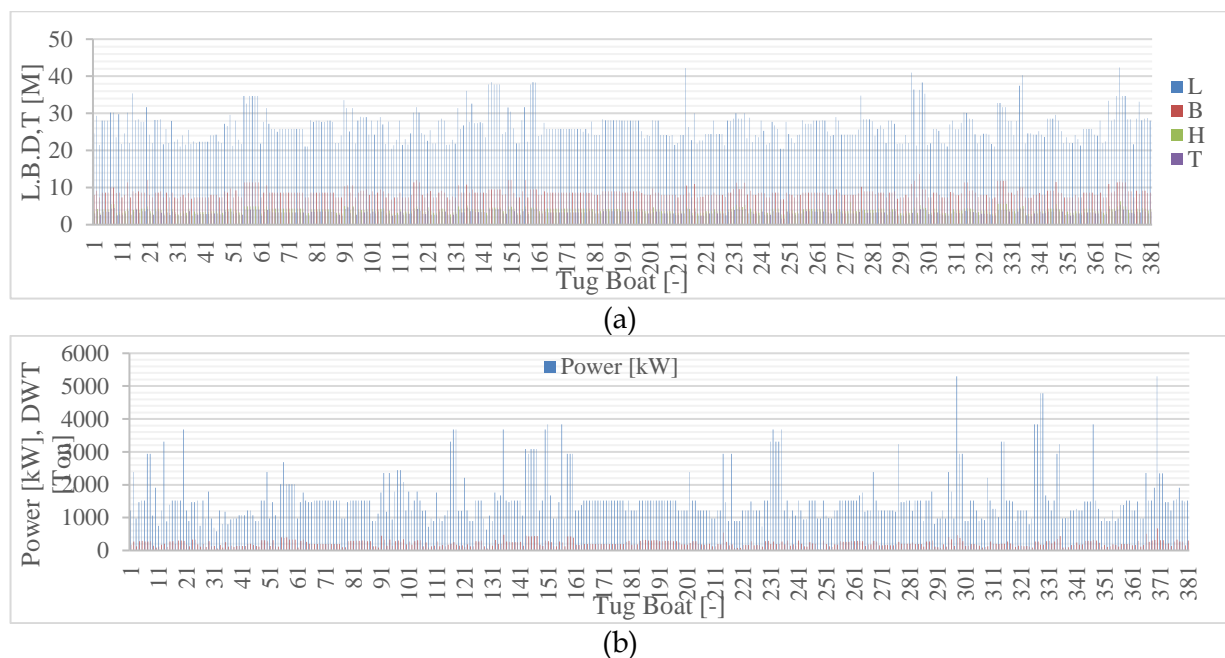 50
40
30
20
10
0
L.B.D,T [M]
L
B
H
T
1 11 21 31 41 51 61 71 81 91 101 111 121 131 141 151 161 171 181 191 201 211 221 231 241 251 261 271 281 291 301 311 321 331 341 351 361 371 381
Tug Boat [-]
(a)
6000
5000
4000
3000
2000
1000
0
Power [kW], DWT
[Ton]
Power [kW]
1 11 21 31 41 51 61 71 81 91 101 111 121 131 141 151 161 171 181 191 201 211 221 231 241 251 261 271 281 291 301 311 321 331 341 351 361 371 381
Tug Boat [-]
(b)